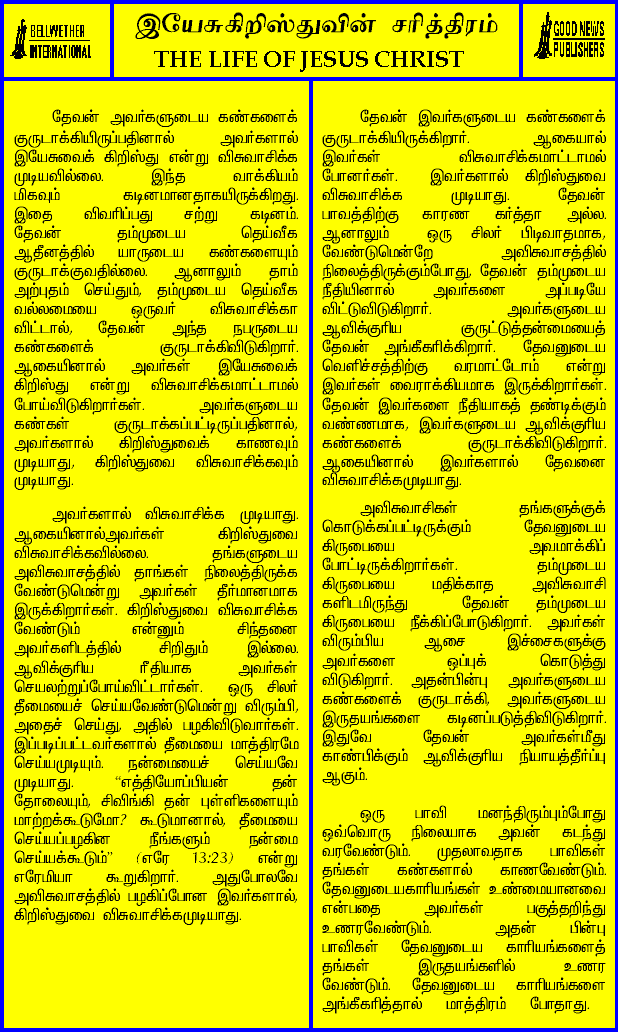 BELLWETHER
INTERNATIONAL
இயேசுகிறிஸ்துவின் சரித்திரம்
THE LIFE OF JESUS CHRIST
GOOD NEWS
PUBLISHERS
தேவன் அவர்களுடைய கண்களைக்
குருடாக்கியிருப்பதினால் அவர்களால்
இயேசுவைக் கிறிஸ்து என்று விசுவாசிக்க
முடியவில்லை. இந்த வாக்கியம்
மிகவும் கடினமானதாகயிருக்கிறது.
இதை விவரிப்பது சற்று கடினம்.
தேவன் தம்முடைய தெய்வீக
ஆதீனத்தில் யாருடைய கண்களையும்
குருடாக்குவதில்லை. ஆனாலும் தாம்
அற்புதம் செய்தும், தம்முடைய தெய்வீக
வல்லமையை ஒருவர் விசுவாசிக்கா
விட்டால், தேவன் அந்த நபருடைய
கண்களைக் குருடாக்கிவிடுகிறார்.
ஆகையினால் அவர்கள் இயேசுவைக்
கிறிஸ்து என்று விசுவாசிக்கமாட்டாமல்
போய்விடுகிறார்கள். அவர்களுடைய
கண்கள் குருடாக்கப்பட்டிருப்பதினால்,
அவர்களால் கிறிஸ்துவைக் காணவும்
முடியாது, கிறிஸ்துவை விசுவாசிக்கவும்
முடியாது.
அவர்களால் விசுவாசிக்க முடியாது.
ஆகையினால்அவர்கள் கிறிஸ்துவை
விசுவாசிக்கவில்லை. தங்களுடைய
அவிசுவாசத்தில் தாங்கள் நிலைத்திருக்க
வேண்டுமென்று அவர்கள் தீர்மானமாக
இருக்கிறார்கள். கிறிஸ்துவை விசுவாசிக்க
வேண்டும் என்னும் சிந்தனை
அவர்களிடத்தில் சிறிதும் இல்லை.
ஆவிக்குரிய ரீதியாக அவர்கள்
செயலற்றுப்போய்விட்டார்கள். ஒரு சிலர்
தீமையைச் செய்யவேண்டுமென்று விரும்பி,
அதைச் செய்து, அதில் பழகிவிடுவார்கள்.
இப்படிப்பட்டவர்களால் தீமையை மாத்திரமே
செய்யமுடியும். நன்மையைச் செய்யவே
முடியாது. “எத்தியோப்பியன் தன்
தோலையும், சிவிங்கி தன் புள்ளிகளையும்
மாற்றக்கூடுமோ? கூடுமானால், தீமையை
செய்யப்பழகின நீங்களும் நன்மை
செய்யக்கூடும்” (எரே 13:23) என்று
எரேமியா கூறுகிறார். அதுபோலவே
அவிசுவாசத்தில் பழகிப்போன இவர்களால்,
கிறிஸ்துவை விசுவாசிக்கமுடியாது.
தேவன் இவர்களுடைய கண்களைக்
குருடாக்கியிருக்கிறார். ஆகையால்
இவர்கள் விசுவாசிக்கமாட்டாமல்
போனார்கள். இவர்களால் கிறிஸ்துவை
விசுவாசிக்க முடியாது. தேவன்
பாவத்திற்கு காரண கர்த்தா அல்ல.
ஆனாலும் ஒரு சிலர் பிடிவாதமாக,
வேண்டுமென்றே அவிசுவாசத்தில்
நிலைத்திருக்கும்போது, தேவன் தம்முடைய
நீதியினால் அவர்களை அப்படியே
விட்டுவிடுகிறார். அவர்களுடைய
ஆவிக்குரிய குருட்டுத்தன்மையைத்
தேவன் அங்கீகரிக்கிறார். தேவனுடைய
வெளிச்சத்திற்கு வரமாட்டோம் என்று
இவர்கள் வைராக்கியமாக இருக்கிறார்கள்.
தேவன் இவர்களை நீதியாகத் தண்டிக்கும்
வண்ணமாக, இவர்களுடைய ஆவிக்குரிய
கண்களைக் குருடாக்கிவிடுகிறார்.
ஆகையினால் இவர்களால் தேவனை
விசுவாசிக்கமுடியாது.
அவிசுவாசிகள் தங்களுக்குக்
கொடுக்கப்பட்டிருக்கும் தேவனுடைய
கிருபையை அவமாக்கிப்
போட்டிருக்கிறார்கள். தம்முடைய
கிருபையை மதிக்காத அவிசுவாசி
களிடமிருந்து தேவன் தம்முடைய
கிருபையை நீக்கிப்போடுகிறார். அவர்கள்
விரும்பிய ஆசை இச்சைகளுக்கு
அவர்களை ஒப்புக் கொடுத்து
விடுகிறார். அதன்பின்பு அவர்களுடைய
கண்களைக் குருடாக்கி, அவர்களுடைய
இருதயங்களை கடினப்படுத்திவிடுகிறார்.
இதுவே தேவன் அவர்கள்மீது
காண்பிக்கும் ஆவிக்குரிய நியாயத்தீர்ப்பு
ஆகும்.
ஒரு பாவி மனந்திரும்பும்போது
ஒவ்வொரு நிலையாக அவன் கடந்து
வரவேண்டும். முதலாவதாக பாவிகள்
தங்கள் கண்களால் காணவேண்டும்.
தேவனுடையகாரியங்கள் உண்மையானவை
என்பதை அவர்கள் பகுத்தறிந்து
உணரவேண்டும். அதன் பின்பு
பாவிகள் தேவனுடைய காரியங்களைத்
தங்கள் இருதயங்களில் உணர
வேண்டும். தேவனுடைய காரியங்களை
அங்கீகரித்தால் மாத்திரம் போதாது.